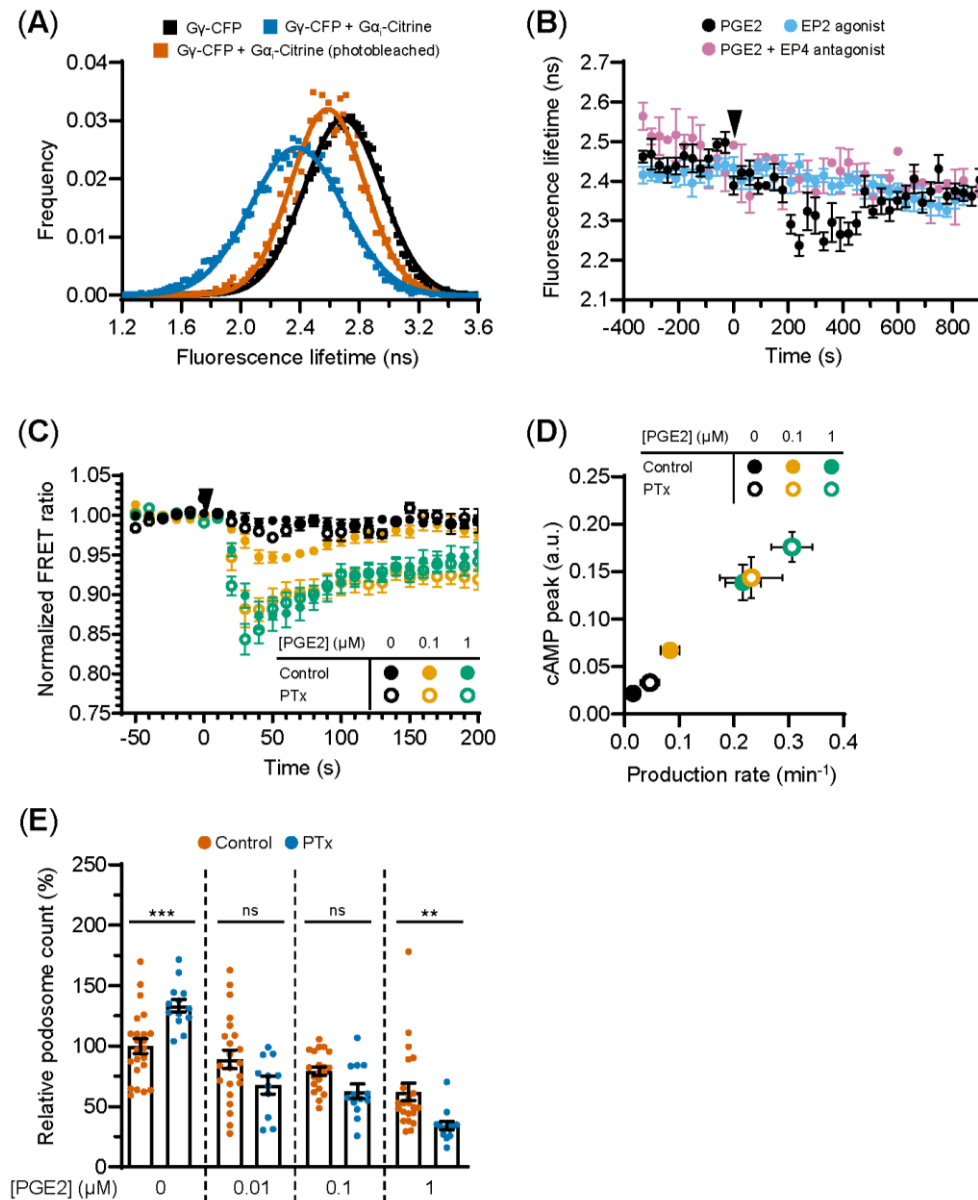 (A)
Gγ-CFP Gγ-CFP + Gαᵢ-Citrine
Gγ-CFP + Gαᵢ-Citrine (photobleached)
Frequency
0.04
0.03
0.02
0.01
0.00
1.2 1.6 2.0 2.4 2.8 3.2 3.6
Fluorescence lifetime (ns)
(B)
PGE2 EP2 agonist
PGE2 + EP4 antagonist
Fluorescence lifetime (ns)
2.7
2.6
2.5
2.4
2.3
2.2
2.1
-400 -200 0 200 400 600 800
Time (s)
(C)
Normalized FRET ratio
1.05
1.00
0.95
0.90
0.85
0.80
0.75
[PGE2] (μM) 0 0.1 1
Control
PTx
-50 0 50 100 150 200
Time (s)
(D)
[PGE2] (μM) 0 0.1 1
Control
PTx
cAMP peak (a.u.)
0.25
0.20
0.15
0.10
0.05
0.00
0.0 0.1 0.2 0.3 0.4
Production rate (min⁻¹)
(E)
Control PTx
Relative podosome count (%)
250
200
150
100
50
0
*** ns ns **
[PGE2] (μM) 0 0.01 0.1 1